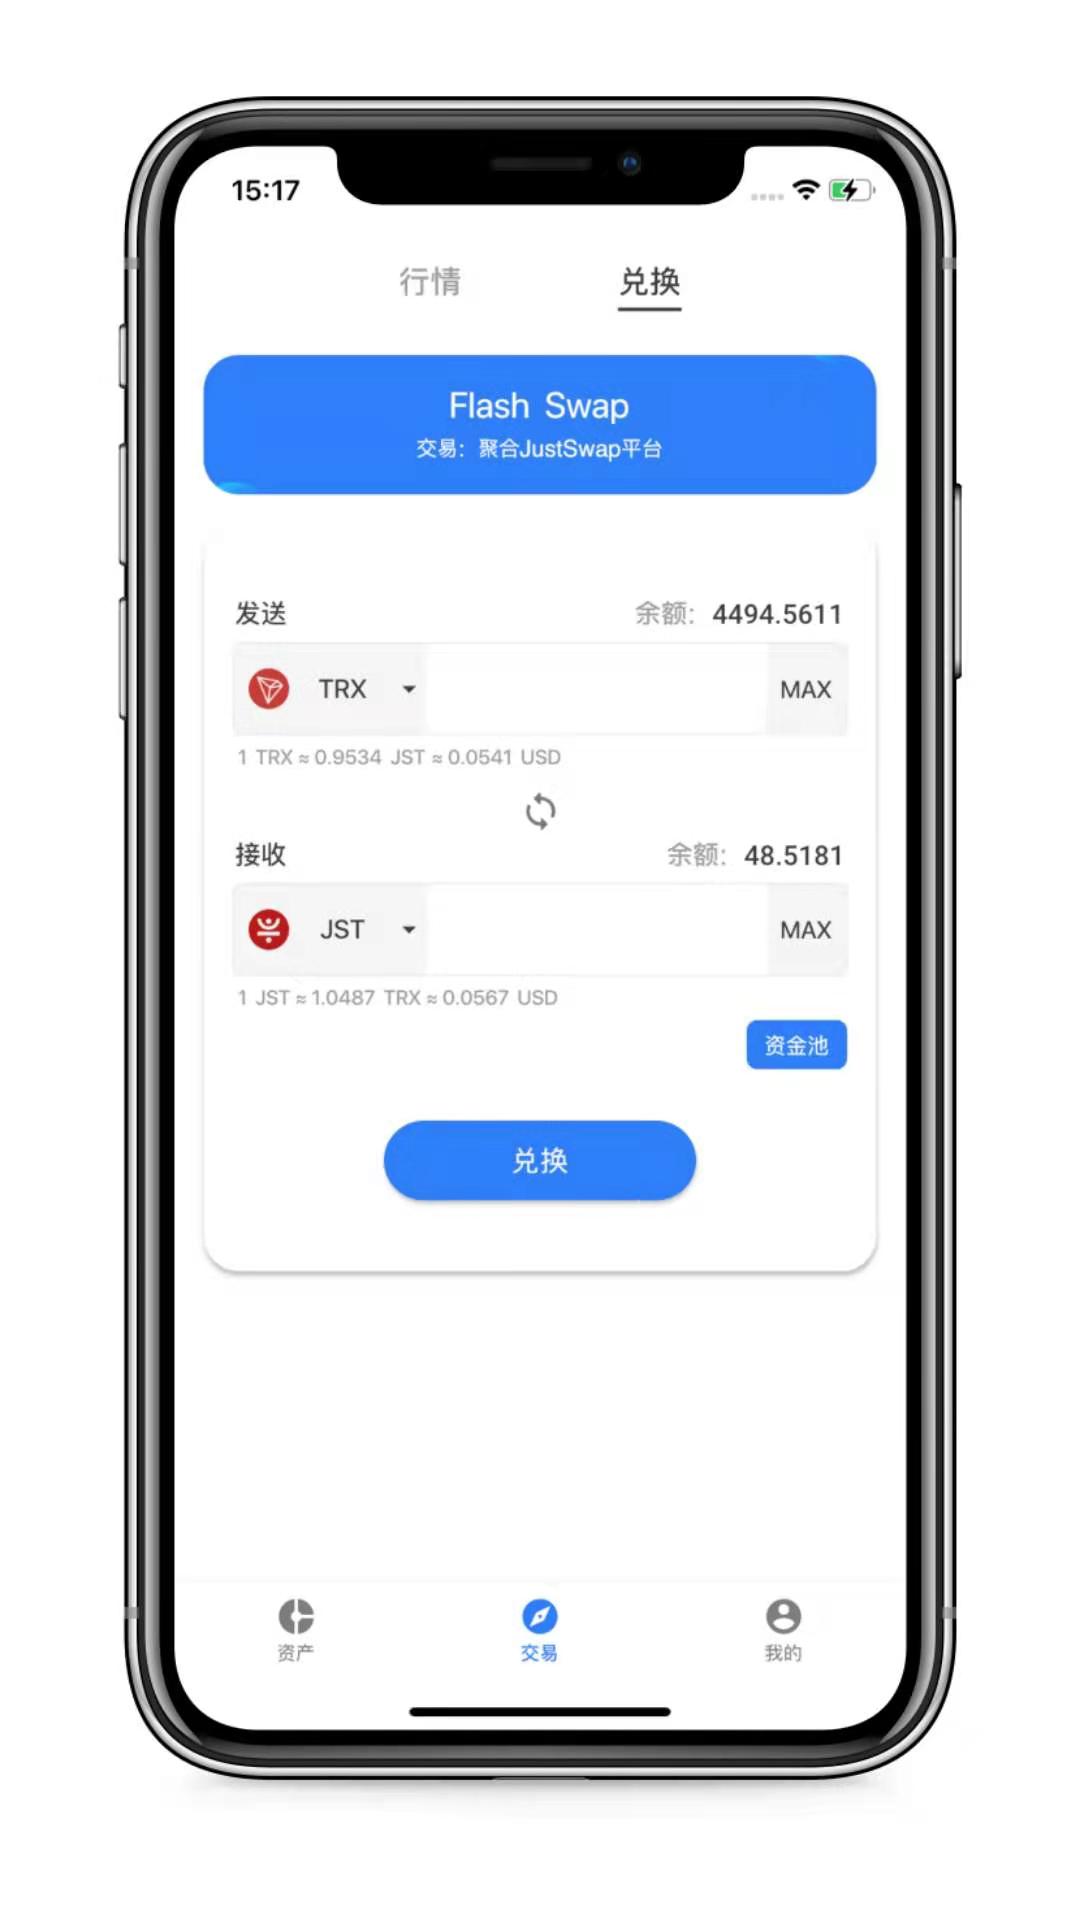 15:17
行情 兑换
Flash Swap
交易：聚合JustSwap平台
发送 余额： 4494.5611
TRX MAX
1 TRX ≈ 0.9534 JST ≈ 0.0541 USD
接收 余额： 48.5181
JST MAX
1 JST ≈ 1.0487 TRX ≈ 0.0567 USD
资金池
兑换
资产 交易 我的